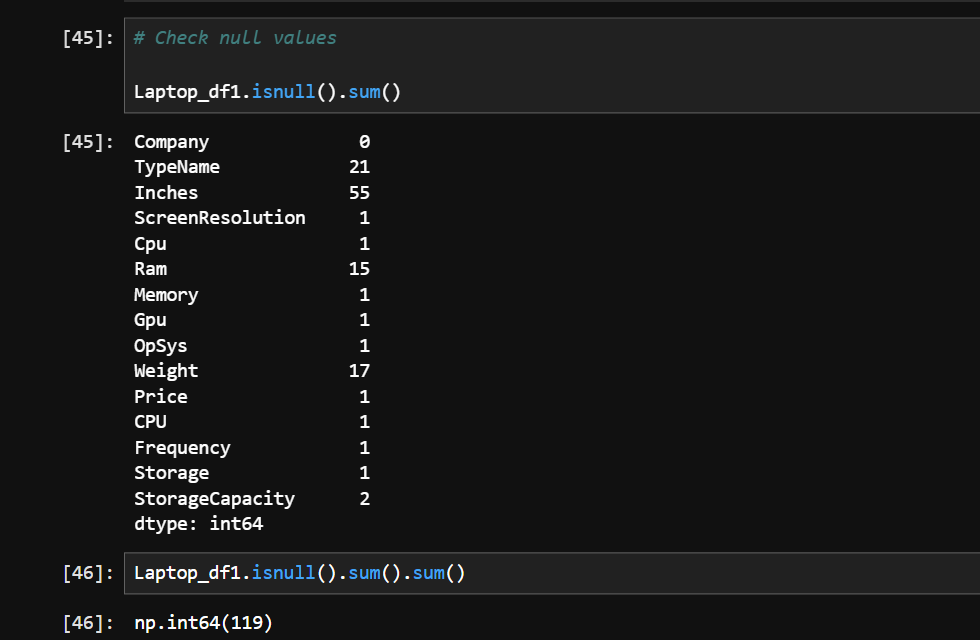 [45]: # Check null values
Laptop_df1.isnull().sum()
[45]: Company 0
TypeName 21
Inches 55
ScreenResolution 1
Cpu 1
Ram 15
Memory 1
Gpu 1
OpSys 1
Weight 17
Price 1
CPU 1
Frequency 1
Storage 1
StorageCapacity 2
dtype: int64
[46]: Laptop_df1.isnull().sum().sum()
[46]: np.int64(119)